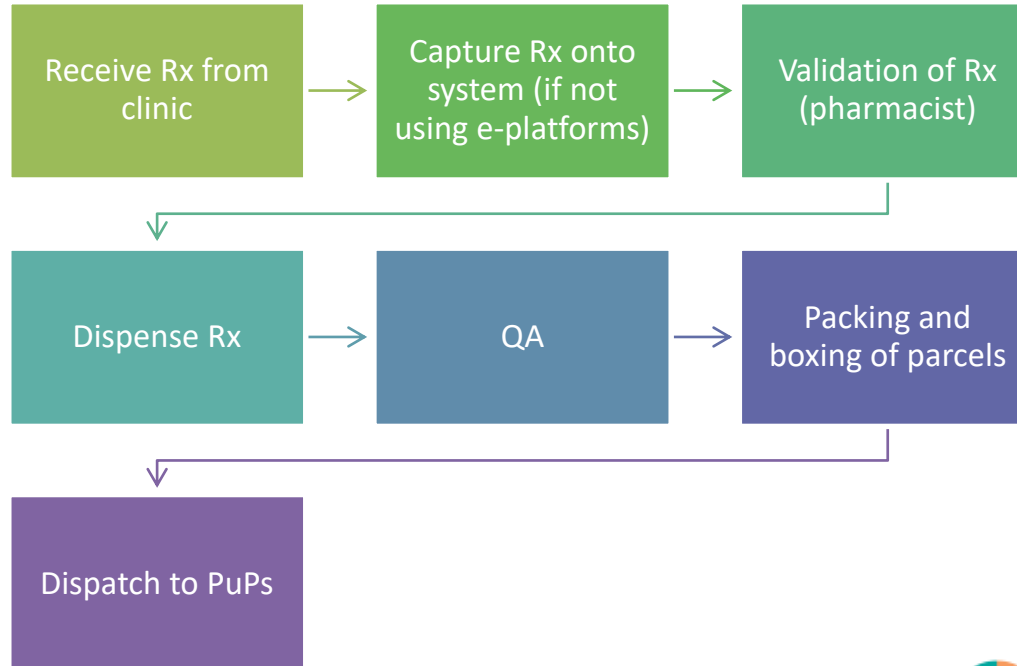 Receive Rx from
clinic
Capture Rx onto
system (if not
using e-platforms)
Validation of Rx
(pharmacist)
Dispense Rx
QA
Packing and
boxing of parcels
Dispatch to PuPs